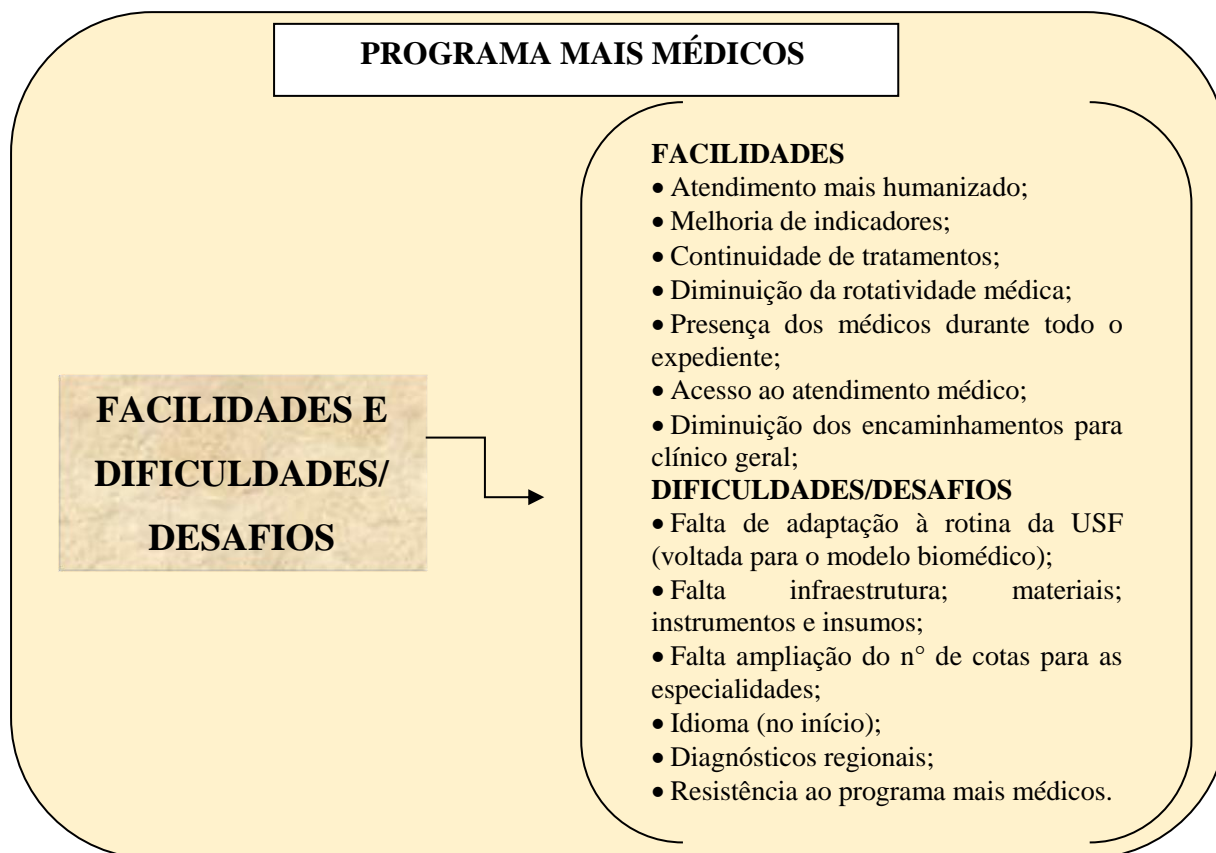 PROGRAMA MAIS MÉDICOS
FACILIDADES E
DIFICULDADES/
DESAFIOS
FACILIDADES
• Atendimento mais humanizado;
• Melhoria de indicadores;
• Continuidade de tratamentos;
• Diminuição da rotatividade médica;
• Presença dos médicos durante todo o
expediente;
• Acesso ao atendimento médico;
• Diminuição dos encaminhamentos para
clínico geral;
DIFICULDADES/DESAFIOS
• Falta de adaptação à rotina da USF
(voltada para o modelo biomédico);
• Falta infraestrutura; materiais;
instrumentos e insumos;
• Falta ampliação do n° de cotas para as
especialidades;
• Idioma (no início);
• Diagnósticos regionais;
• Resistência ao programa mais médicos.